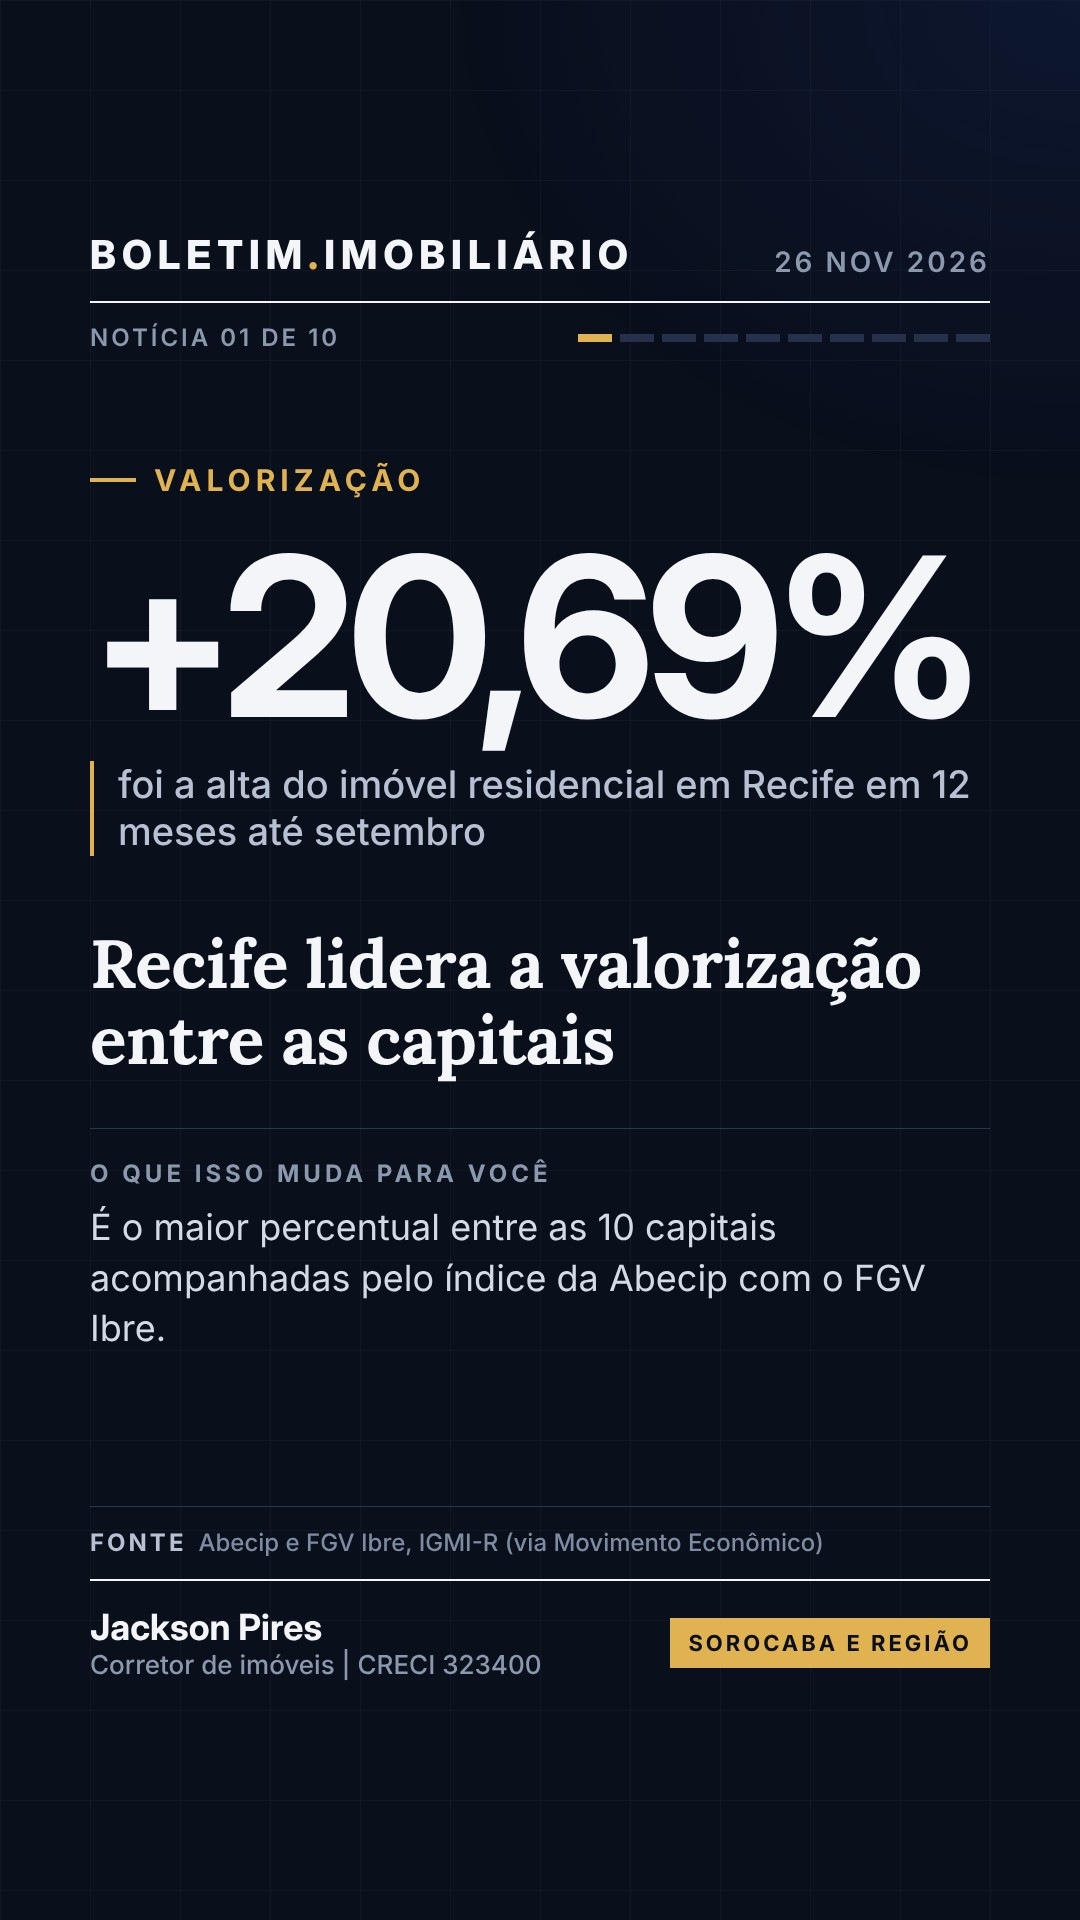 BOLETIM.IMOBILIÁRIO
26 NOV 2026
NOTÍCIA 01 DE 10
VALORIZAÇÃO
+20,69%
foi a alta do imóvel residencial em Recife em 12
meses até setembro
Recife lidera a valorização
entre as capitais
O QUE ISSO MUDA PARA VOCÊ
É o maior percentual entre as 10 capitais
acompanhadas pelo índice da Abecip com o FGV
Ibre.
FONTE Abecip e FGV Ibre, IGMI-R (via Movimento Econômico)
Jackson Pires
Corretor de imóveis | CRECI 323400
SOROCABA E REGIÃO